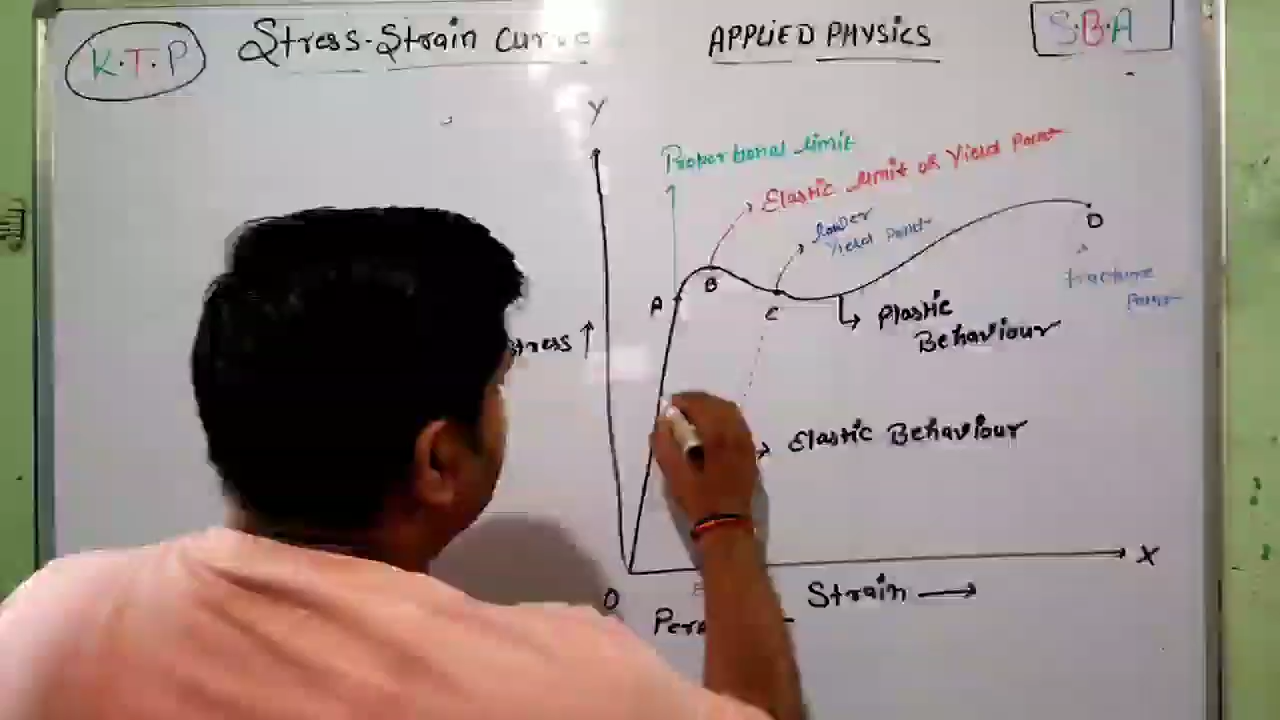 K.T.P
Stress-Strain Curve
APPLIED PHYSICS
S.B.A
Y
Proportional limit
Elastic limit or Yield Point
lower
Yield Point
D
A
B
C
fracture
Point
Plastic
Behaviour
stress
Elastic Behaviour
X
O
Strain